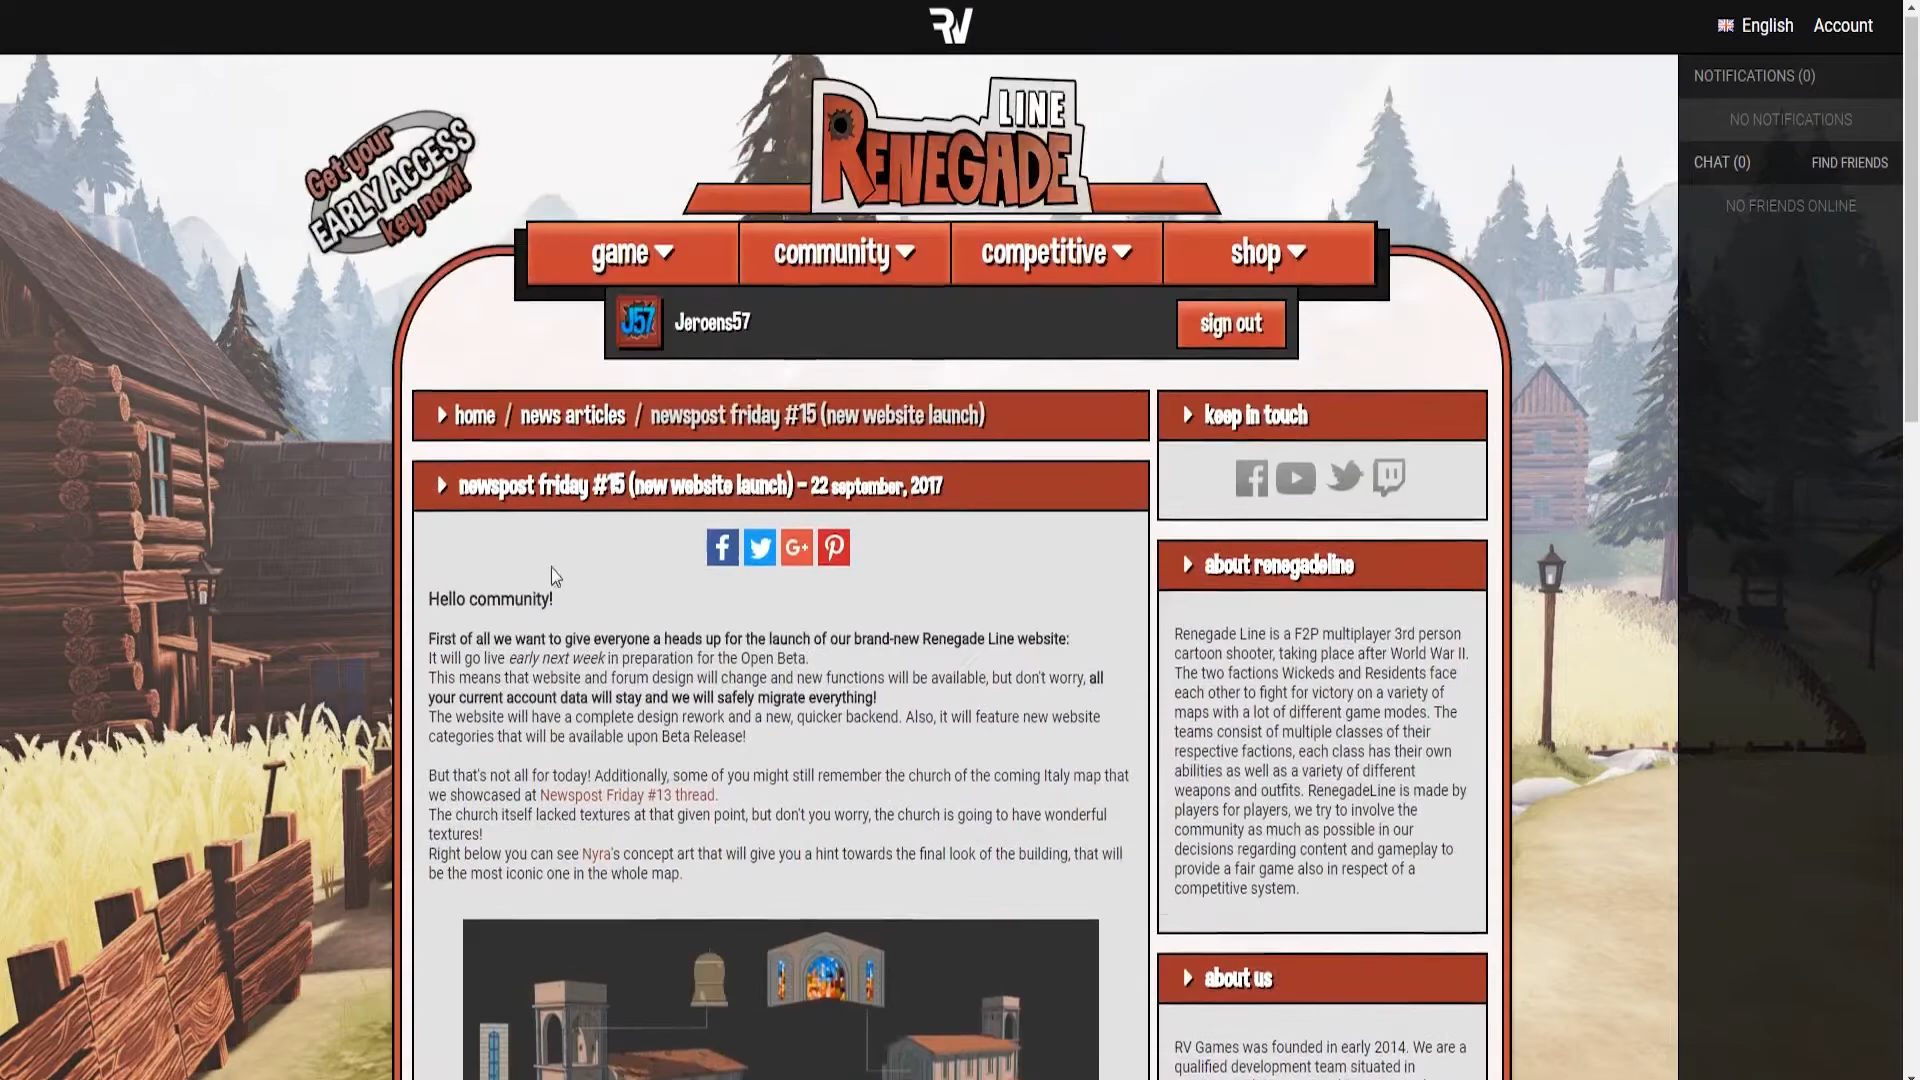 RV
English Account
NOTIFICATIONS (0)
NO NOTIFICATIONS
CHAT (0) FIND FRIENDS
NO FRIENDS ONLINE
Get your
EARLY ACCESS
key now!
LINE
RENEGADE
game community competitive shop
J57 Jeroens57 sign out
home / news articles / newspost friday #15 (new website launch)
newspost friday #15 (new website launch) - 22 september, 2017
Hello community!
First of all we want to give everyone a heads up for the launch of our brand-new Renegade Line website:
It will go live early next week in preparation for the Open Beta.
This means that website and forum design will change and new functions will be available, but don't worry, all
your current account data will stay and we will safely migrate everything!
The website will have a complete design rework and a new, quicker backend. Also, it will feature new website
categories that will be available upon Beta Release!
But that's not all for today! Additionally, some of you might still remember the church of the coming Italy map that
we showcased at Newspost Friday #13 thread.
The church itself lacked textures at that given point, but don't you worry, the church is going to have wonderful
textures!
Right below you can see Nyra's concept art that will give you a hint towards the final look of the building, that will
be the most iconic one in the whole map.
keep in touch
about renegadeline
Renegade Line is a F2P multiplayer 3rd person
cartoon shooter, taking place after World War II.
The two factions Wickeds and Residents face
each other to fight for victory on a variety of
maps with a lot of different game modes. The
teams consist of multiple classes of their
respective factions, each class has their own
abilities as well as a variety of different
weapons and outfits. RenegadeLine is made by
players for players, we try to involve the
community as much as possible in our
decisions regarding content and gameplay to
provide a fair game also in respect of a
competitive system.
about us
RV Games was founded in early 2014. We are a
qualified development team situated in